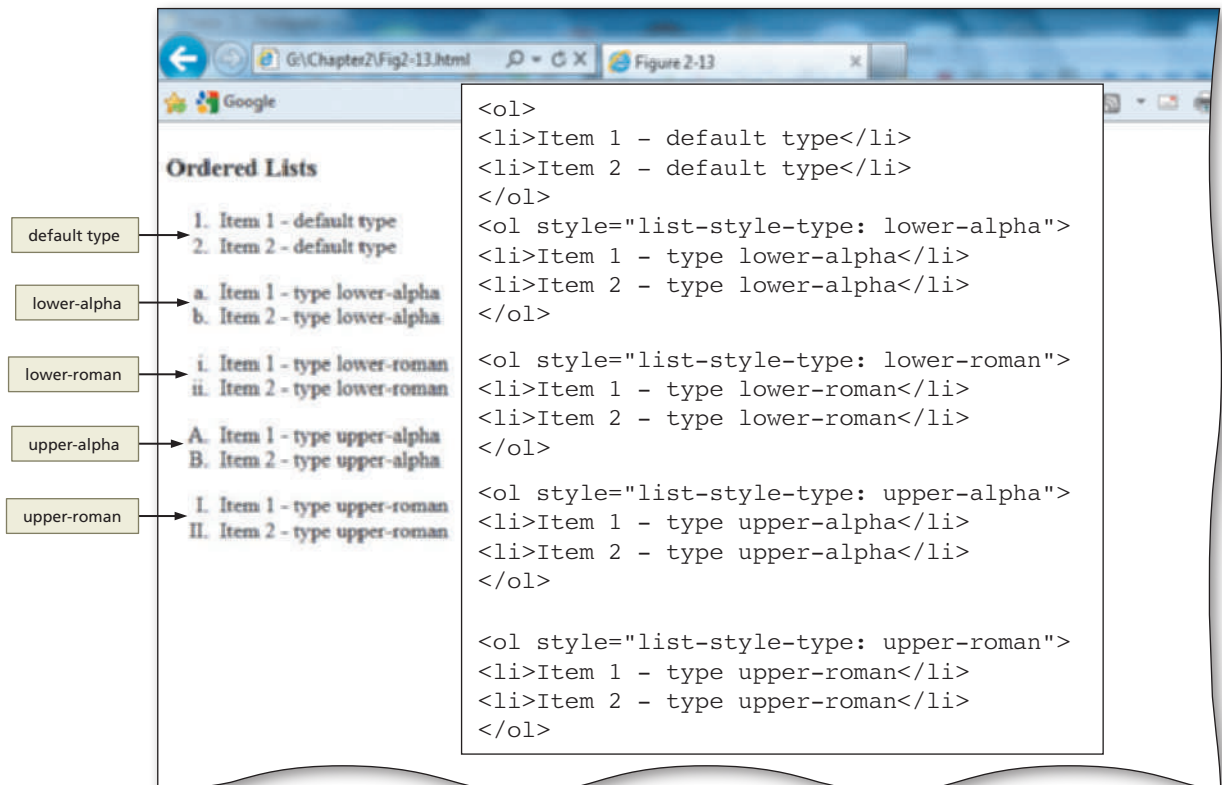 G:\Chapter2\Fig2-13.html
Figure 2-13
Google
Ordered Lists
default type
1. Item 1 - default type
2. Item 2 - default type
lower-alpha
a. Item 1 - type lower-alpha
b. Item 2 - type lower-alpha
lower-roman
i. Item 1 - type lower-roman
ii. Item 2 - type lower-roman
upper-alpha
A. Item 1 - type upper-alpha
B. Item 2 - type upper-alpha
upper-roman
I. Item 1 - type upper-roman
II. Item 2 - type upper-roman
<ol>
<li>Item 1 – default type</li>
<li>Item 2 – default type</li>
</ol>
<ol style="list-style-type: lower-alpha">
<li>Item 1 – type lower-alpha</li>
<li>Item 2 – type lower-alpha</li>
</ol>
<ol style="list-style-type: lower-roman">
<li>Item 1 – type lower-roman</li>
<li>Item 2 – type lower-roman</li>
</ol>
<ol style="list-style-type: upper-alpha">
<li>Item 1 – type upper-alpha</li>
<li>Item 2 – type upper-alpha</li>
</ol>
<ol style="list-style-type: upper-roman">
<li>Item 1 – type upper-roman</li>
<li>Item 2 – type upper-roman</li>
</ol>